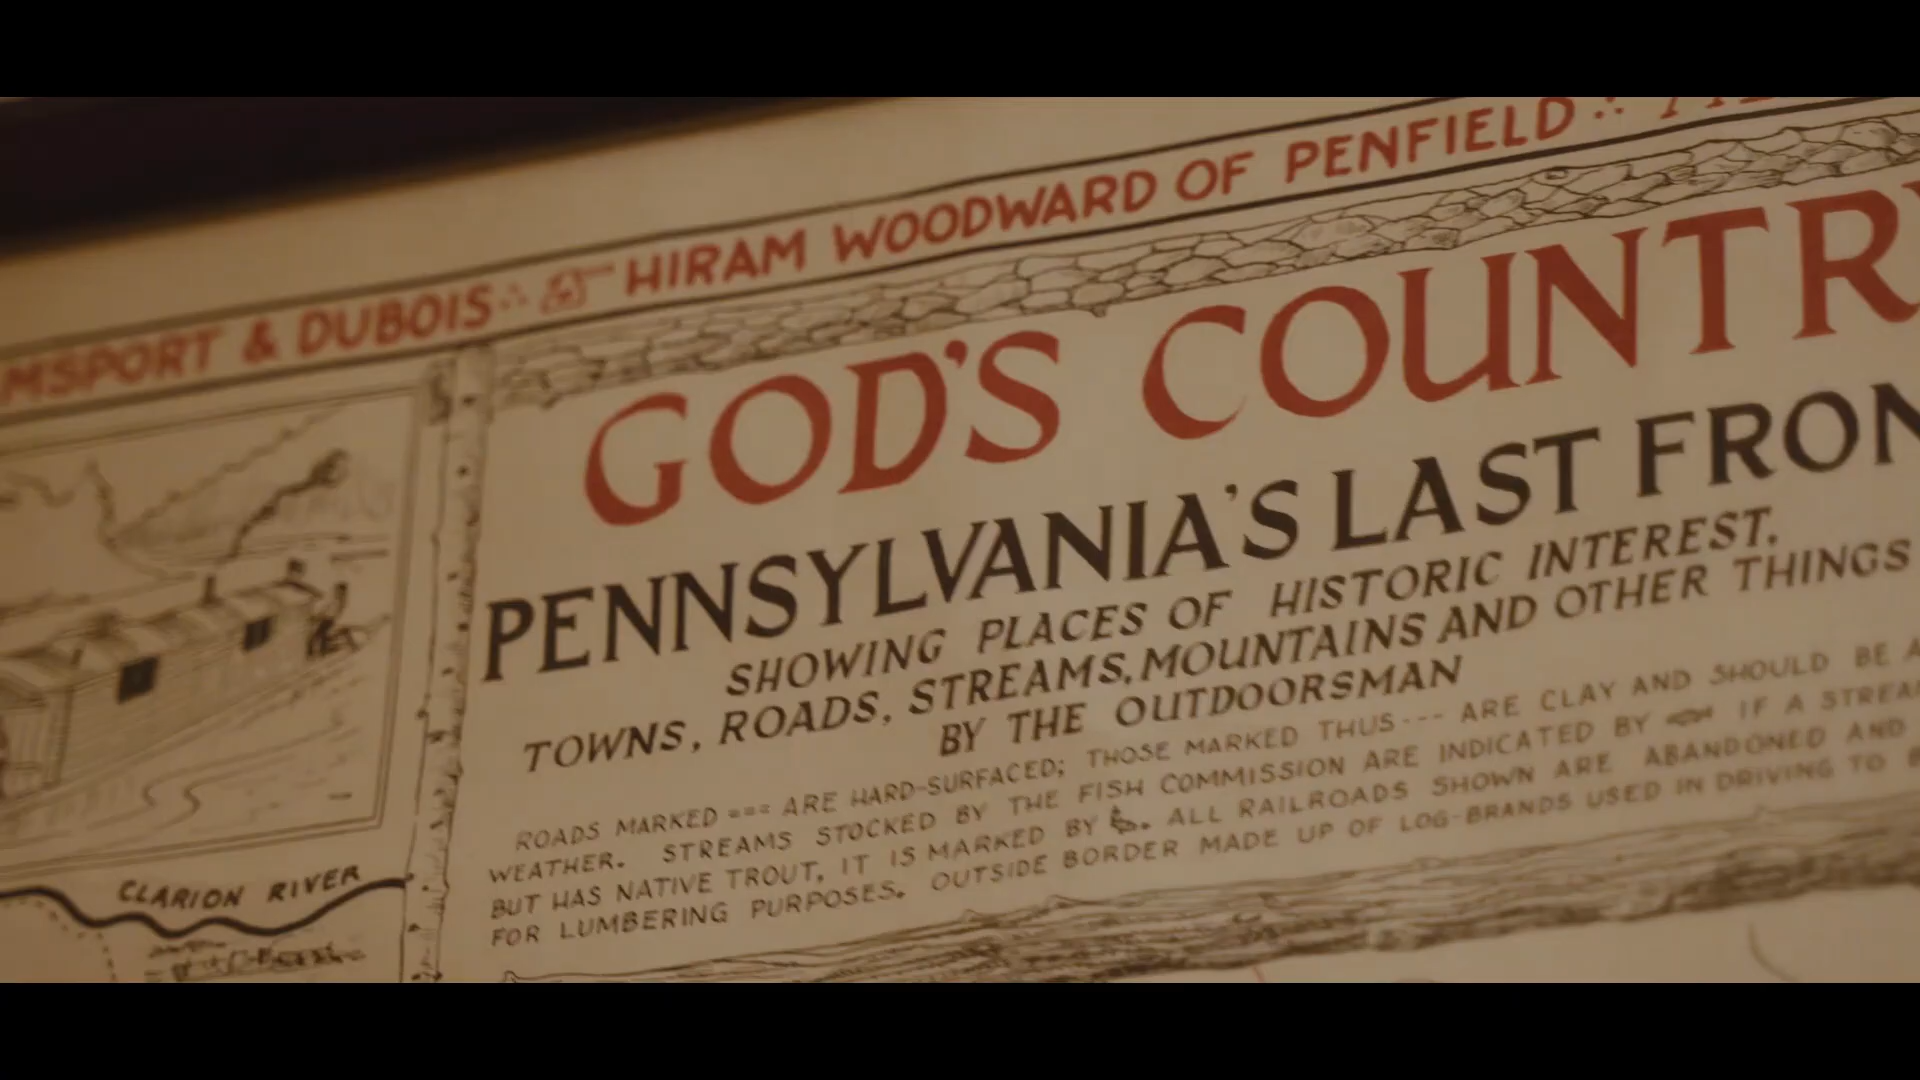 MSPORT & DUBOIS HIRAM WOODWARD OF PENFIELD
GOD'S COUNTRY
PENNSYLVANIA'S LAST FRON
SHOWING PLACES OF HISTORIC INTEREST,
TOWNS, ROADS, STREAMS, MOUNTAINS AND OTHER THINGS
BY THE OUTDOORSMAN
ROADS MARKED === ARE HARD-SURFACED; THOSE MARKED THUS --- ARE CLAY AND SHOULD BE A
WEATHER. STREAMS STOCKED BY THE FISH COMMISSION ARE INDICATED BY IF A STREAM
BUT HAS NATIVE TROUT, IT IS MARKED BY . ALL RAILROADS SHOWN ARE ABANDONED AND
FOR LUMBERING PURPOSES. OUTSIDE BORDER MADE UP OF LOG-BRANDS USED IN DRIVING TO
CLARION RIVER